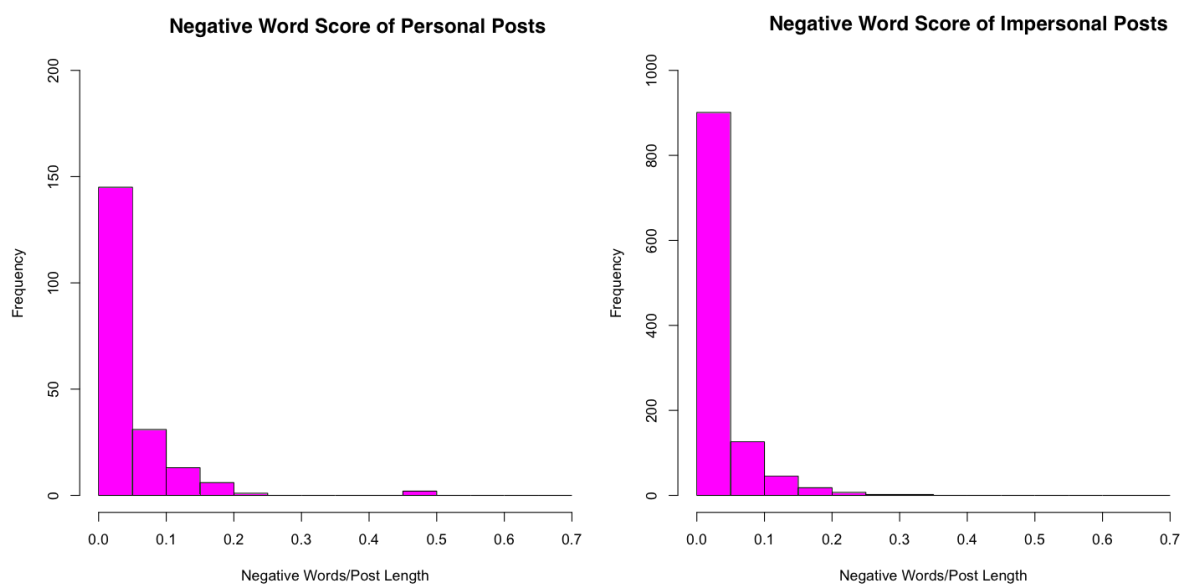 Negative Word Score of Personal Posts
200
150
100
50
0
Frequency
0.0 0.1 0.2 0.3 0.4 0.5 0.6 0.7
Negative Words/Post Length
Negative Word Score of Impersonal Posts
1000
800
600
400
200
0
Frequency
0.0 0.1 0.2 0.3 0.4 0.5 0.6 0.7
Negative Words/Post Length